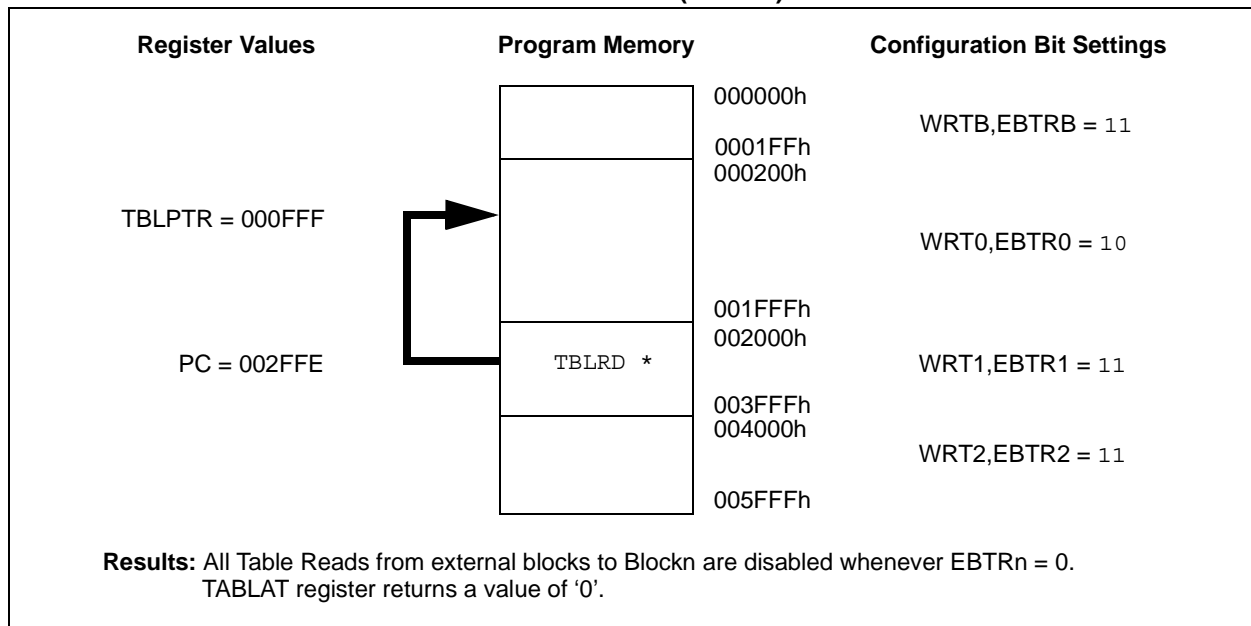 Register Values Program Memory Configuration Bit Settings
000000h
WRTB,EBTRB = 11
0001FFh
000200h
TBLPTR = 000FFF
WRT0,EBTR0 = 10
001FFFh
002000h
PC = 002FFE TBLRD * WRT1,EBTR1 = 11
003FFFh
004000h
WRT2,EBTR2 = 11
005FFFh
Results: All Table Reads from external blocks to Blockn are disabled whenever EBTRn = 0.
TABLAT register returns a value of ‘0’.